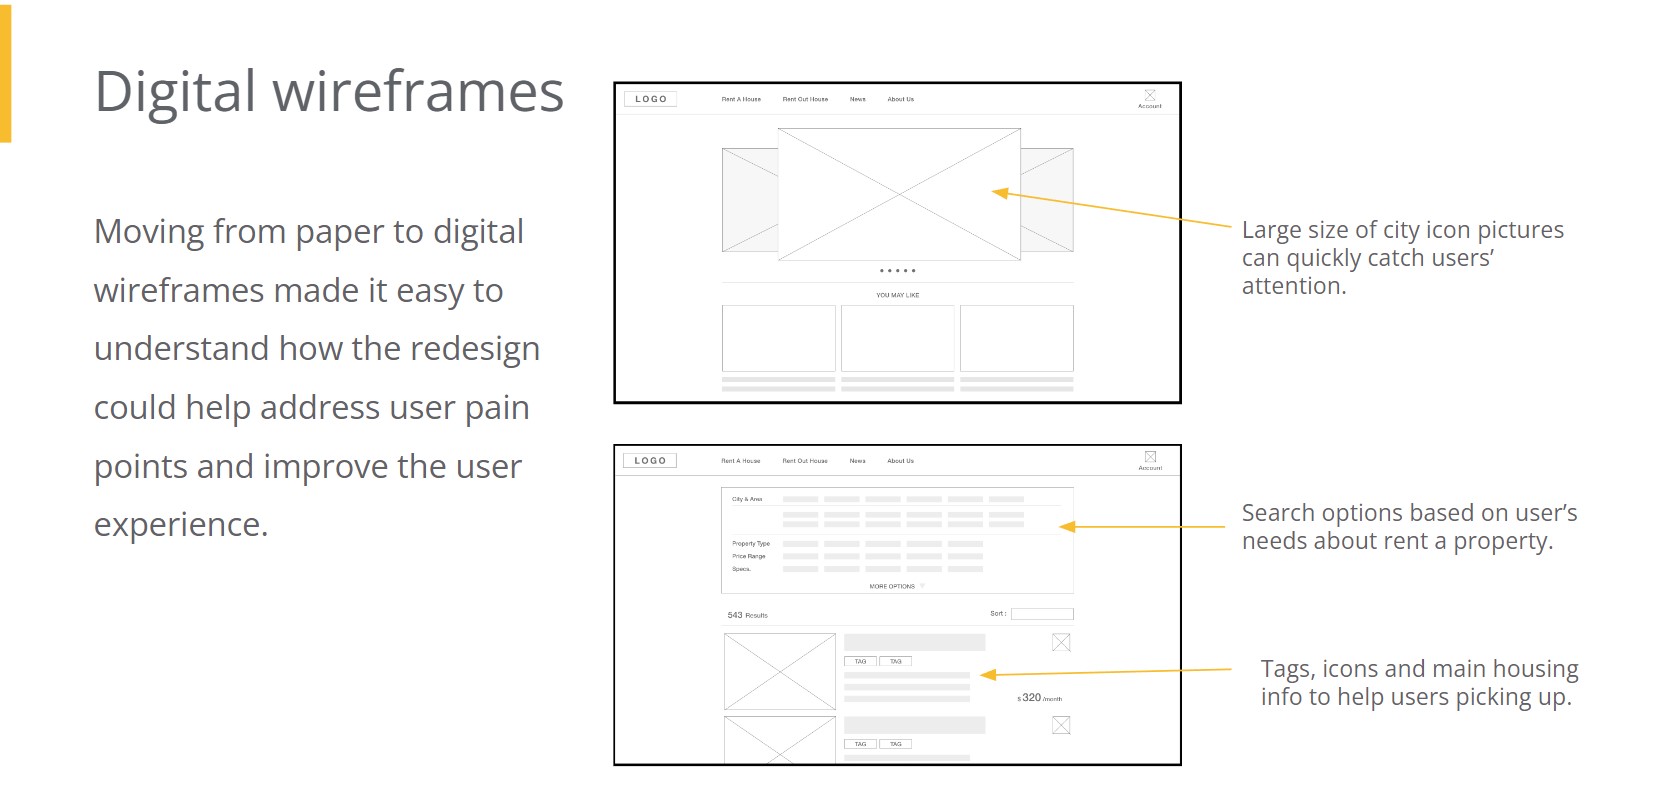 Digital wireframes
Moving from paper to digital
wireframes made it easy to
understand how the redesign
could help address user pain
points and improve the user
experience.
LOGO
Rent A House
Rent Out House
News
About Us
Account
YOU MAY LIKE
Large size of city icon pictures
can quickly catch users’
attention.
LOGO
Rent A House
Rent Out House
News
About Us
Account
City & Area
Property Type
Price Range
Specs.
MORE OPTIONS
543 Results
Sort :
TAG TAG
$ 320 /month
TAG TAG
Search options based on user’s
needs about rent a property.
Tags, icons and main housing
info to help users picking up.